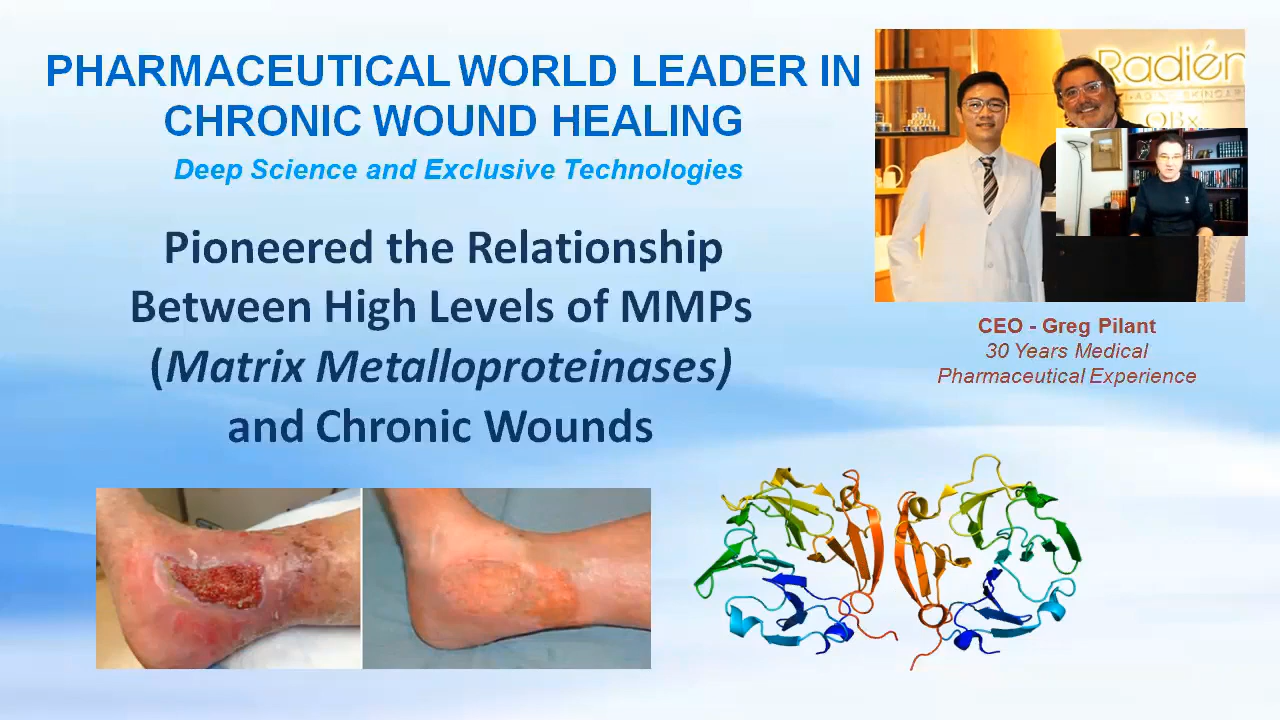 PHARMACEUTICAL WORLD LEADER IN
CHRONIC WOUND HEALING
Deep Science and Exclusive Technologies
Pioneered the Relationship
Between High Levels of MMPs
(Matrix Metalloproteinases)
and Chronic Wounds
Radién
CEO - Greg Pilant
30 Years Medical
Pharmaceutical Experience